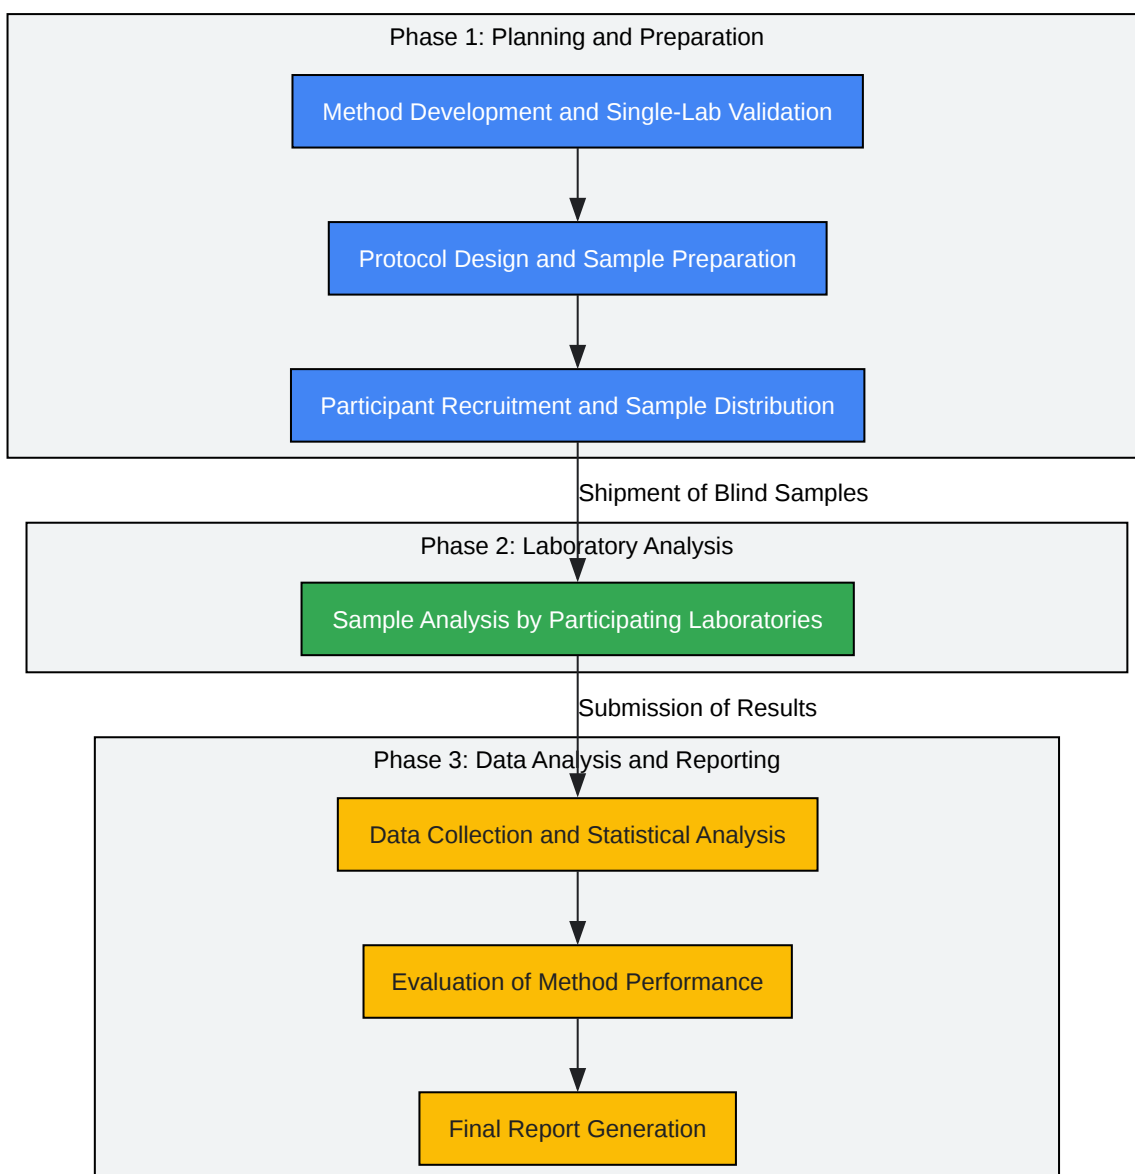 Phase 1: Planning and Preparation
Method Development and Single-Lab Validation
Protocol Design and Sample Preparation
Participant Recruitment and Sample Distribution
Shipment of Blind Samples
Phase 2: Laboratory Analysis
Sample Analysis by Participating Laboratories
Submission of Results
Phase 3: Data Analysis and Reporting
Data Collection and Statistical Analysis
Evaluation of Method Performance
Final Report Generation